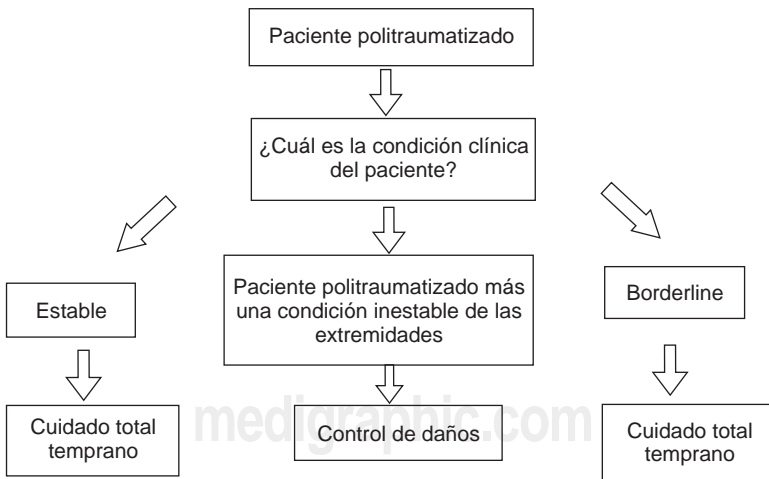 Paciente politraumatizado
¿Cuál es la condición clínica
del paciente?
Estable
Paciente politraumatizado más
una condición inestable de las
extremidades
Borderline
Cuidado total
temprano
Control de daños
Cuidado total
temprano
medigraphic.com